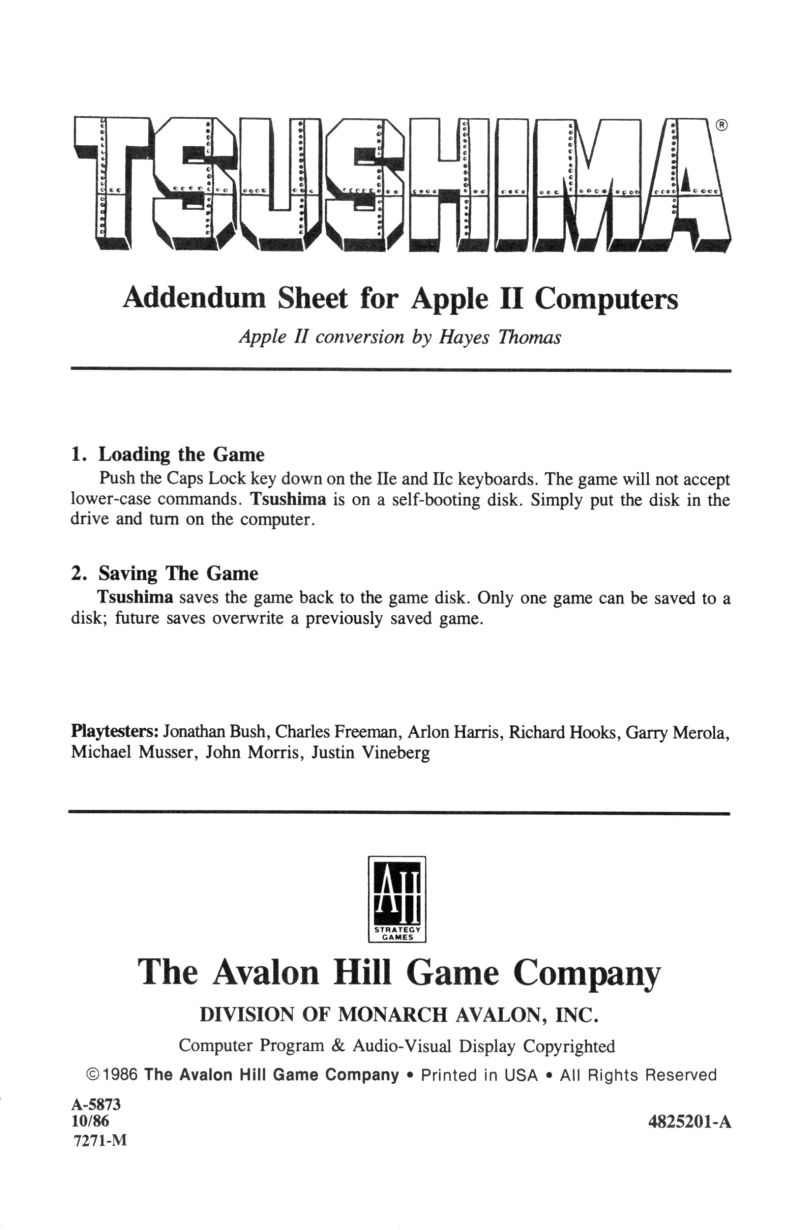 TSUSHIMA®
Addendum Sheet for Apple II Computers
Apple II conversion by Hayes Thomas
1. Loading the Game
Push the Caps Lock key down on the IIe and IIc keyboards. The game will not accept
lower-case commands. Tsushima is on a self-booting disk. Simply put the disk in the
drive and turn on the computer.
2. Saving The Game
Tsushima saves the game back to the game disk. Only one game can be saved to a
disk; future saves overwrite a previously saved game.
Playtesters: Jonathan Bush, Charles Freeman, Arlon Harris, Richard Hooks, Garry Merola,
Michael Musser, John Morris, Justin Vineberg
AH
STRATEGY
GAMES
The Avalon Hill Game Company
DIVISION OF MONARCH AVALON, INC.
Computer Program & Audio-Visual Display Copyrighted
©1986 The Avalon Hill Game Company • Printed in USA • All Rights Reserved
A-5873
10/86 4825201-A
7271-M